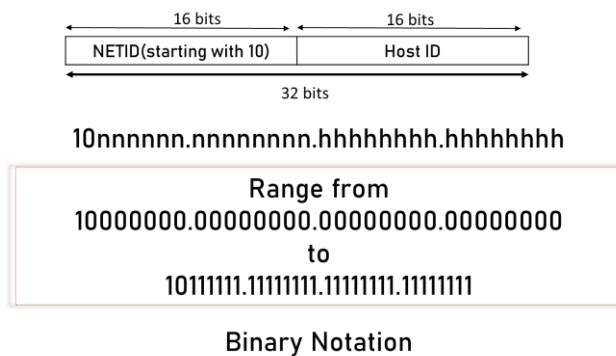 16 bits 16 bits
NETID(starting with 10) Host ID
32 bits
10nnnnnn.nnnnnnnn.hhhhhhhh.hhhhhhhh
Range from
10000000.00000000.00000000.00000000
to
10111111.11111111.11111111.11111111
Binary Notation